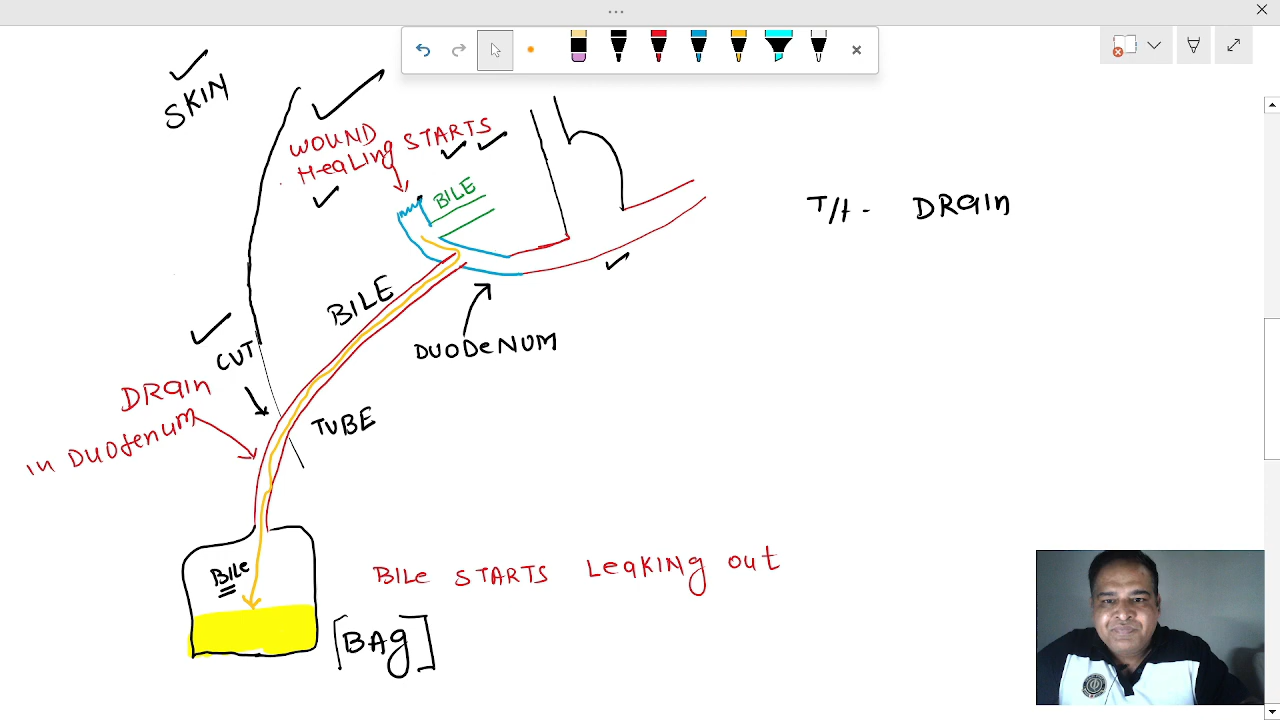 SKIN
WOUND
Healing STARTS
BILE
T/t - DRain
BILE
CUT
DUODeNUM
DRain
in DUOdenuM
TUBE
BILe
BILe STARTS Leaking out
[BAg]